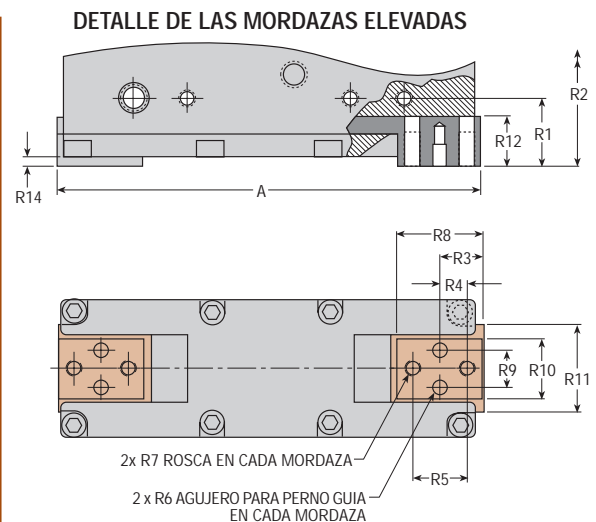 DETALLE DE LAS MORDAZAS ELEVADAS
R2
R1
R12
R14
A
R8
R3
R4
R9
R10
R11
2x R7 ROSCA EN CADA MORDAZA
R5
2 x R6 AGUJERO PARA PERNO GUIA
EN CADA MORDAZA